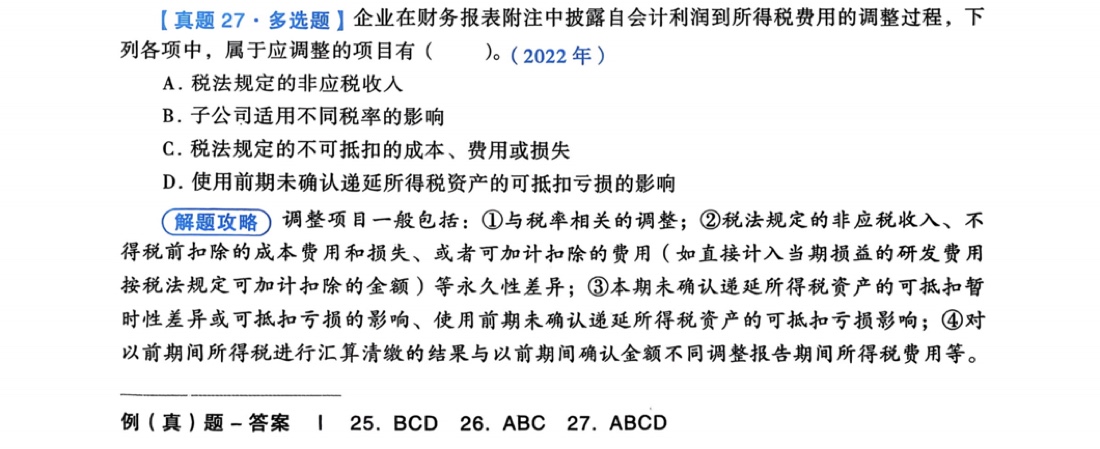 【真题 27·多选题】企业在财务报表附注中披露自会计利润到所得税费用的调整过程，下
列各项中，属于应调整的项目有（　　）。（2022 年）
A. 税法规定的非应税收入
B. 子公司适用不同税率的影响
C. 税法规定的不可抵扣的成本、费用或损失
D. 使用前期未确认递延所得税资产的可抵扣亏损的影响
解题攻略 调整项目一般包括：①与税率相关的调整；②税法规定的非应税收入、不
得税前扣除的成本费用和损失、或者可加计扣除的费用（如直接计入当期损益的研发费用
按税法规定可加计扣除的金额）等永久性差异；③本期未确认递延所得税资产的可抵扣暂
时性差异或可抵扣亏损的影响、使用前期未确认递延所得税资产的可抵扣亏损影响；④对
以前期间所得税进行汇算清缴的结果与以前期间确认金额不同调整报告期间所得税费用等。
例（真）题 – 答案 | 25. BCD 26. ABC 27. ABCD